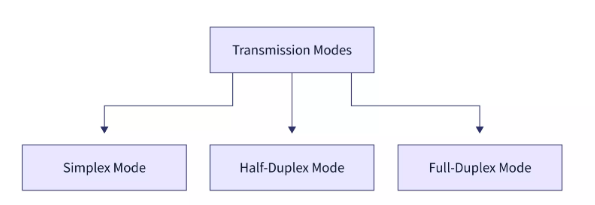 Transmission Modes
Simplex Mode
Half-Duplex Mode
Full-Duplex Mode